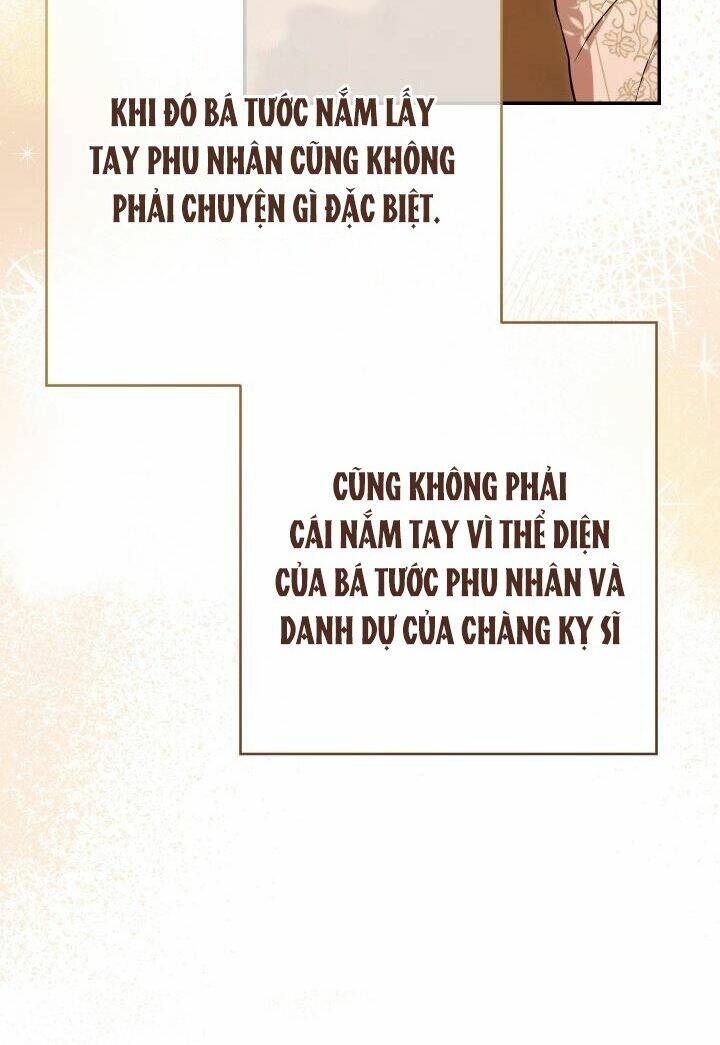 KHI ĐÓ BÁ TƯỚC NẮM LẤY
TAY PHU NHÂN CŨNG KHÔNG
PHẢI CHUYỆN GÌ ĐẶC BIỆT.
CŨNG KHÔNG PHẢI
CÁI NẮM TAY VÌ THỂ DIỆN
CỦA BÁ TƯỚC PHU NHÂN VÀ
DANH DỰ CỦA CHÀNG KỴ SĨ